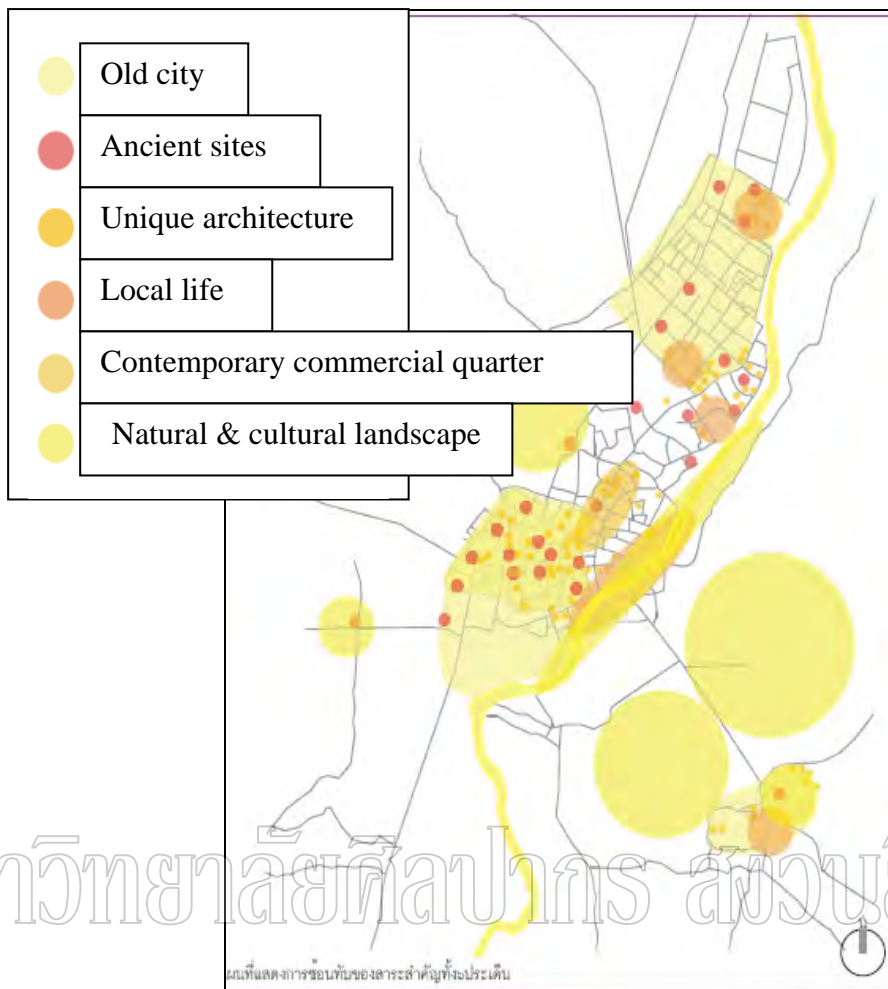 Old city
Ancient sites
Unique architecture
Local life
Contemporary commercial quarter
Natural & cultural landscape
าวิทยาลัยศิลปากร สงวนลิ
ผนที่แสดงการซ้อนทับของสาระสำคัญทั้ง๖ประเด็น